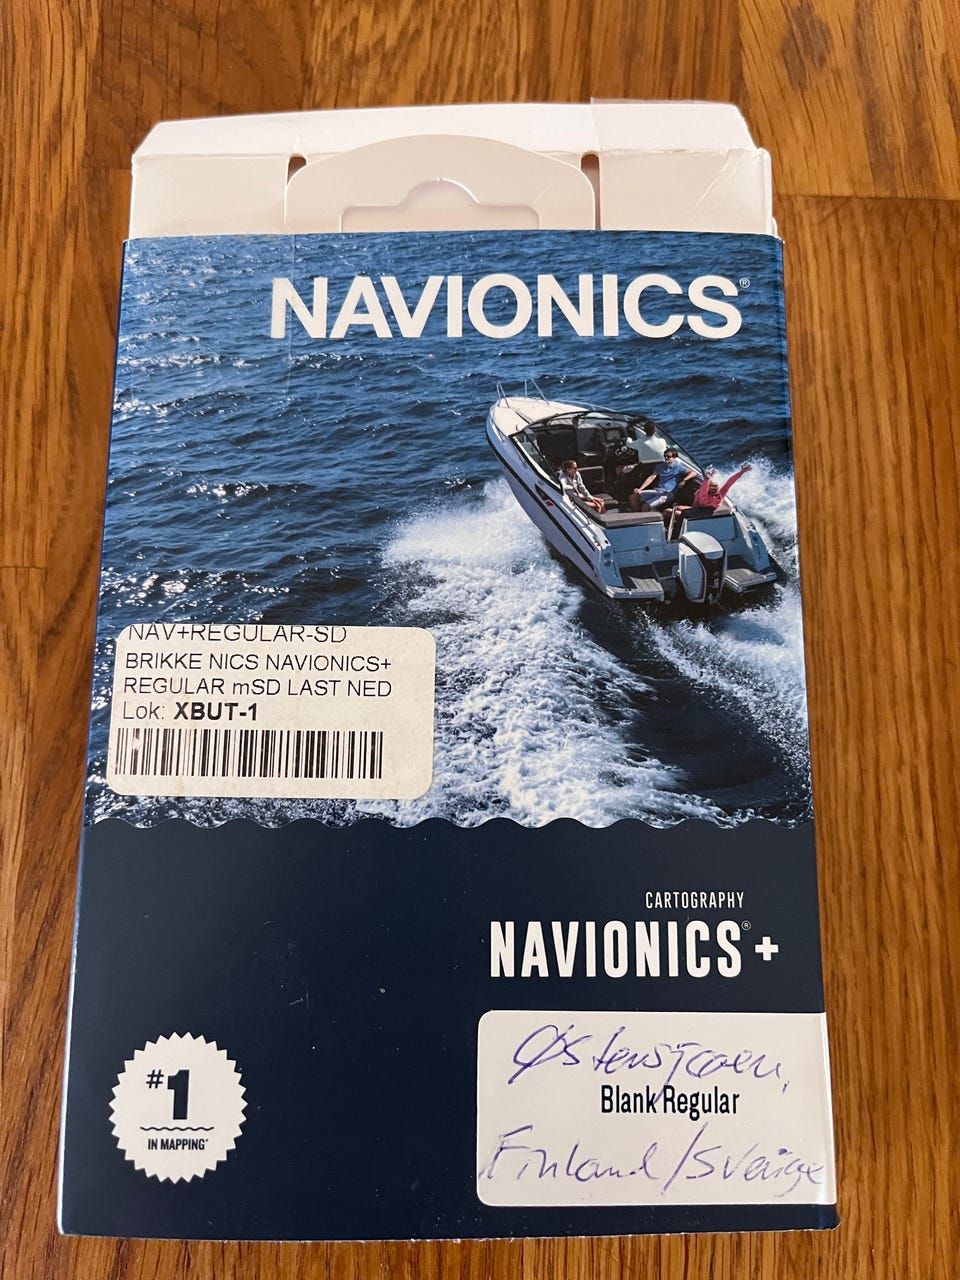 NAVIONICS®
NAV+REGULAR-SD
BRIKKE NICS NAVIONICS+
REGULAR mSD LAST NED
Lok: XBUT-1
CARTOGRAPHY
NAVIONICS®+
Østensjøen,
Blank Regular
Finland/Sverige
#1
IN MAPPING*